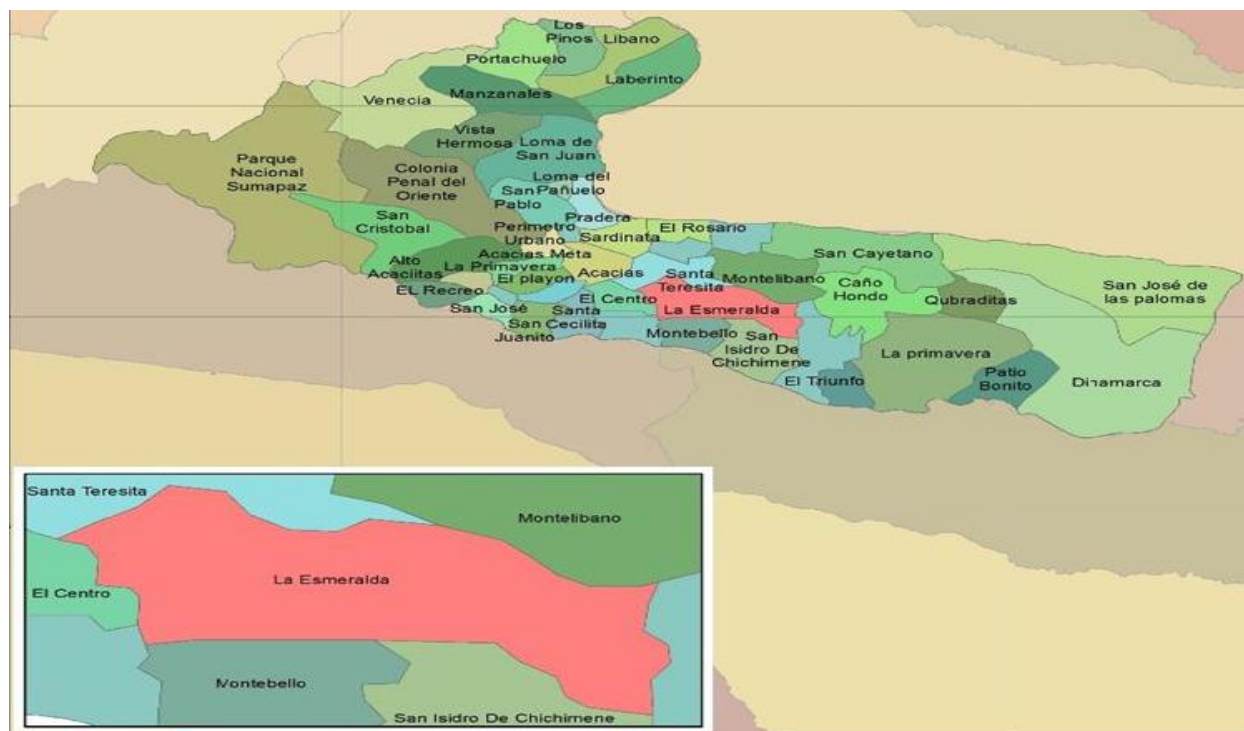 Los
Pinos
Libano
Portachuelo
Laberinto
Venecia
Manzanales
Vista
Hermosa
Loma de
San Juan
Parque
Nacional
Sumapaz
Colonia
Penal del
Oriente
Loma del
Pañuelo
San
Pablo
Pradera
San
Cristobal
Perimetro
Urbano
Acacias Meta
Sardinata
El Rosario
San Cayetano
Alto
Acaciitas
La Primavera
El playon
Acacias
Santa
Teresita
Montelibano
Caño
Hondo
Qubraditas
San José de
las palomas
EL Recreo
San José
El Centro
La Esmeralda
Santa
Cecilita
San
Juanito
Montebello
San
Isidro De
Chichimene
La primavera
El Triunfo
Patio
Bonito
Dinamarca
Santa Teresita
Montelibano
La Esmeralda
El Centro
Montebello
San Isidro De Chichimene